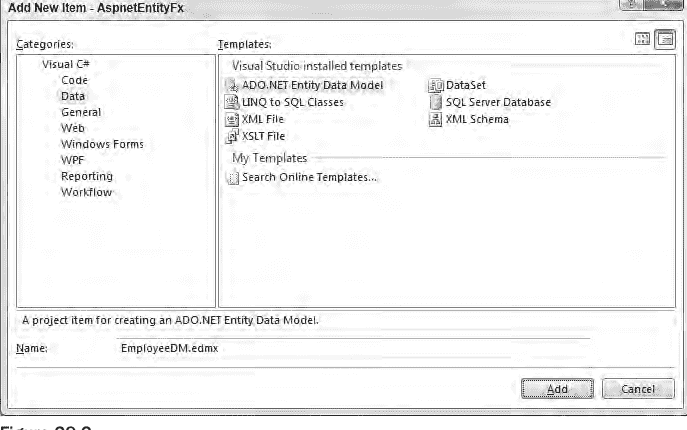 Add New Item - AspnetEntityFx
Categories:
Templates:
Visual C#
Code
Data
General
Web
Windows Forms
WPF
Reporting
Workflow
Visual Studio installed templates
ADO.NET Entity Data Model
LINQ to SQL Classes
XML File
XSLT File
DataSet
SQL Server Database
XML Schema
My Templates
Search Online Templates...
A project item for creating an ADO.NET Entity Data Model.
Name:
EmployeeDM.edmx
Add
Cancel